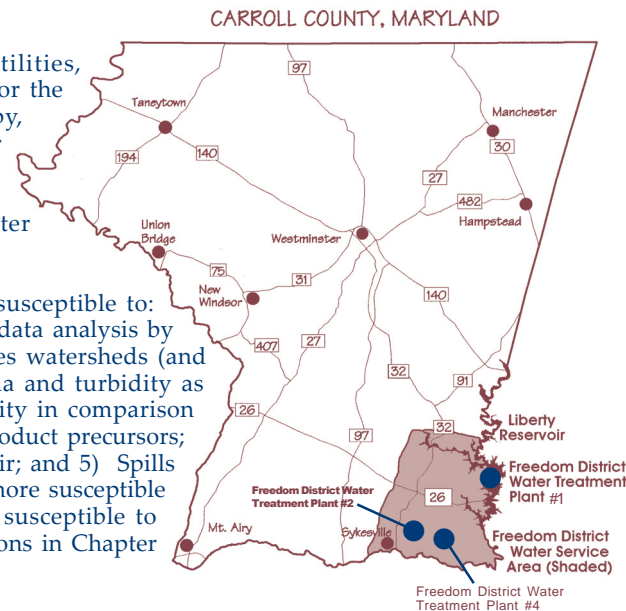 CARROLL COUNTY, MARYLAND
tilities,
or the
by,
ter
susceptible to:
data analysis by
es watersheds (and
ia and turbidity as
ity in comparison
oduct precursors;
ir; and 5) Spills
more susceptible
susceptible to
ons in Chapter
97
Taneytown
Manchester
194
140
30
27
482
Hampstead
Union
Bridge
Westminster
75
New
Windsor
31
140
407
27
32
91
26
97
32
Liberty
Reservoir
Freedom District
Water Treatment
Plant #1
26
Freedom District Water
Treatment Plant #2
Mt. Airy
Sykesville
Freedom District
Water Service
Area (Shaded)
Freedom District Water
Treatment Plant #4